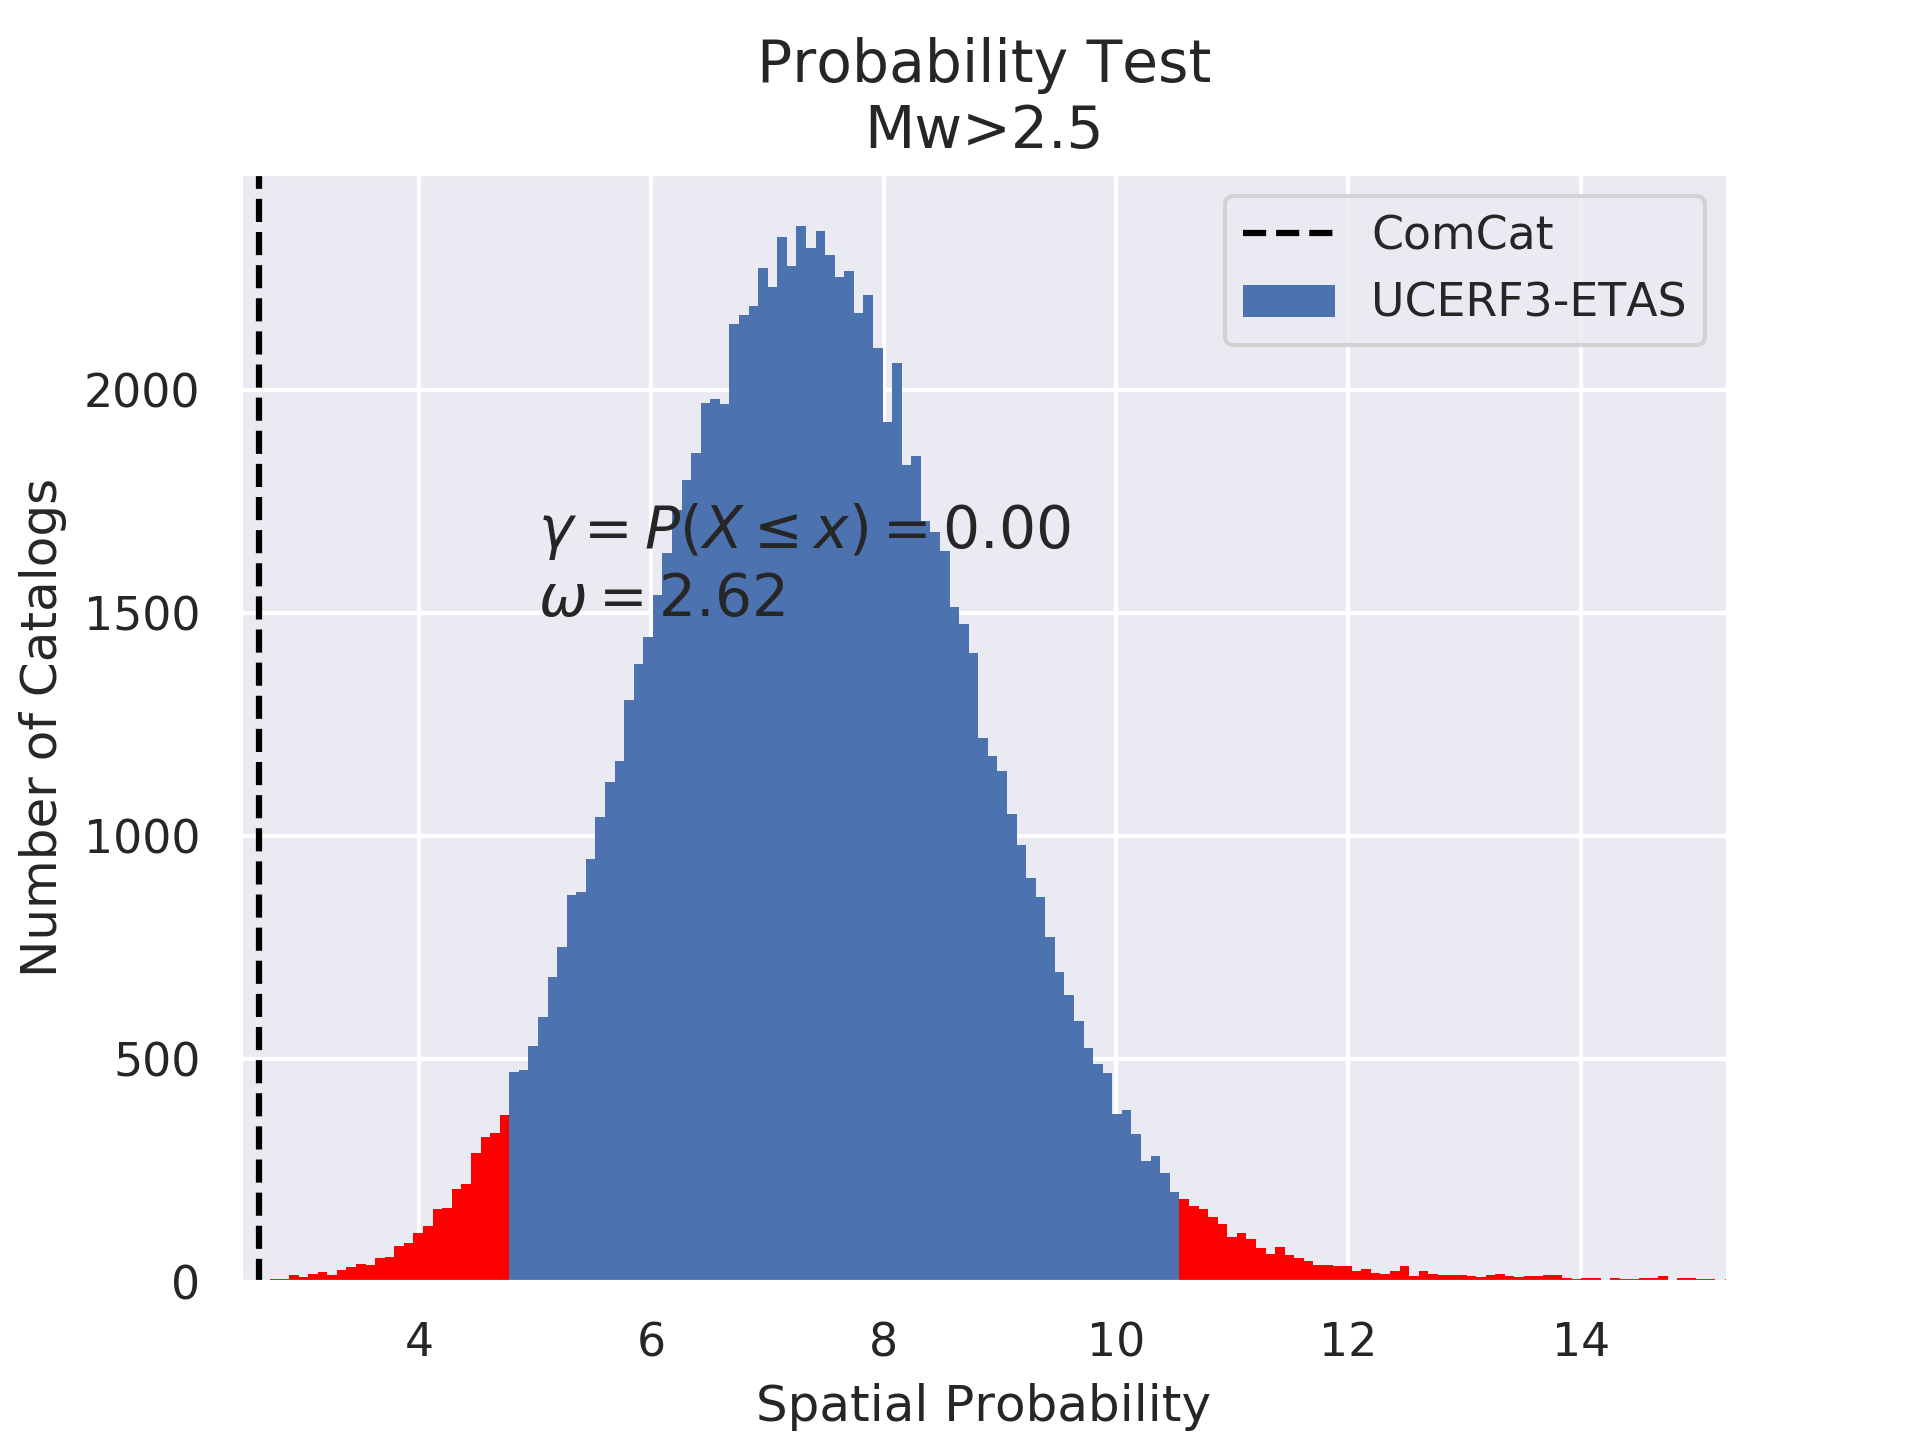 Probability Test
Mw>2.5
ComCat
UCERF3-ETAS
γ = P(X ≤ x) = 0.00
ω = 2.62
Number of Catalogs
2000
1500
1000
500
0
4 6 8 10 12 14
Spatial Probability